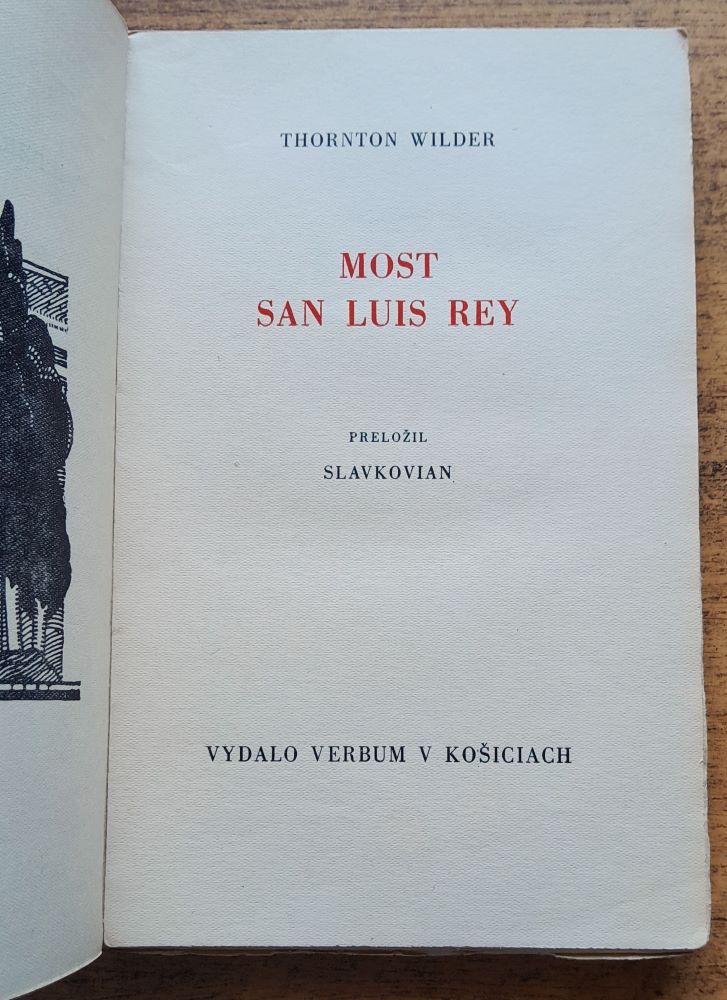 THORNTON WILDER
MOST
SAN LUIS REY
PRELOŽIL
SLAVKOVIAN
VYDALO VERBUM V KOŠICIACH